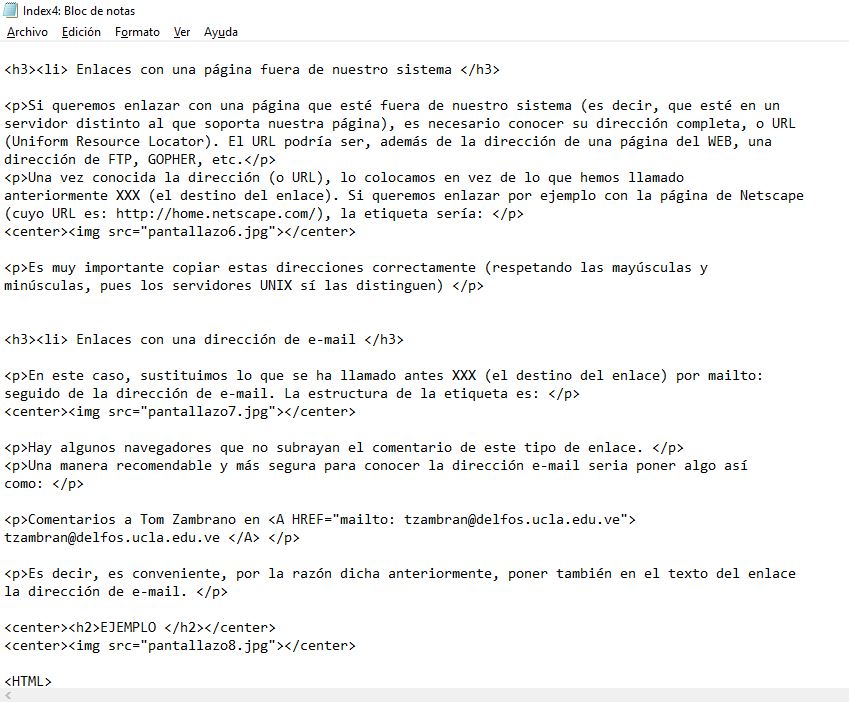 Index4: Bloc de notas
Archivo Edición Formato Ver Ayuda
<h3><li> Enlaces con una página fuera de nuestro sistema </h3>
<p>Si queremos enlazar con una página que esté fuera de nuestro sistema (es decir, que esté en un
servidor distinto al que soporta nuestra página), es necesario conocer su dirección completa, o URL
(Uniform Resource Locator). El URL podría ser, además de la dirección de una página del WEB, una
dirección de FTP, GOPHER, etc.</p>
<p>Una vez conocida la dirección (o URL), lo colocamos en vez de lo que hemos llamado
anteriormente XXX (el destino del enlace). Si queremos enlazar por ejemplo con la página de Netscape
(cuyo URL es: http://home.netscape.com/), la etiqueta sería: </p>
<center><img src="pantallazo6.jpg"></center>
<p>Es muy importante copiar estas direcciones correctamente (respetando las mayúsculas y
minúsculas, pues los servidores UNIX sí las distinguen) </p>
<h3><li> Enlaces con una dirección de e-mail </h3>
<p>En este caso, sustituimos lo que se ha llamado antes XXX (el destino del enlace) por mailto:
seguido de la dirección de e-mail. La estructura de la etiqueta es: </p>
<center><img src="pantallazo7.jpg"></center>
<p>Hay algunos navegadores que no subrayan el comentario de este tipo de enlace. </p>
<p>Una manera recomendable y más segura para conocer la dirección e-mail seria poner algo así
como: </p>
<p>Comentarios a Tom Zambrano en <A HREF="mailto: tzambran@delfos.ucla.edu.ve">
tzambran@delfos.ucla.edu.ve </A> </p>
<p>Es decir, es conveniente, por la razón dicha anteriormente, poner también en el texto del enlace
la dirección de e-mail. </p>
<center><h2>EJEMPLO </h2></center>
<center><img src="pantallazo8.jpg"></center>
<HTML>